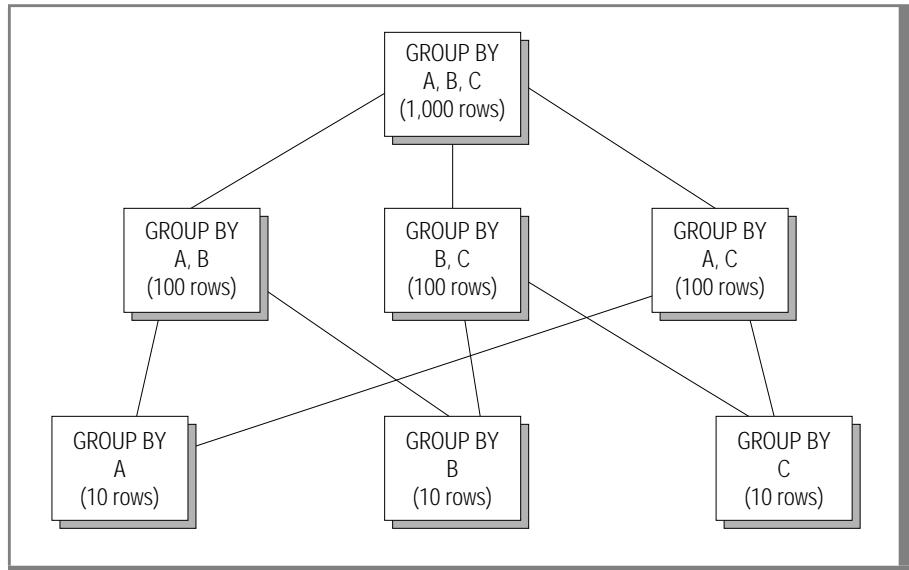 GROUP BY
A, B, C
(1,000 rows)
GROUP BY
A, B
(100 rows)
GROUP BY
B, C
(100 rows)
GROUP BY
A, C
(100 rows)
GROUP BY
A
(10 rows)
GROUP BY
B
(10 rows)
GROUP BY
C
(10 rows)